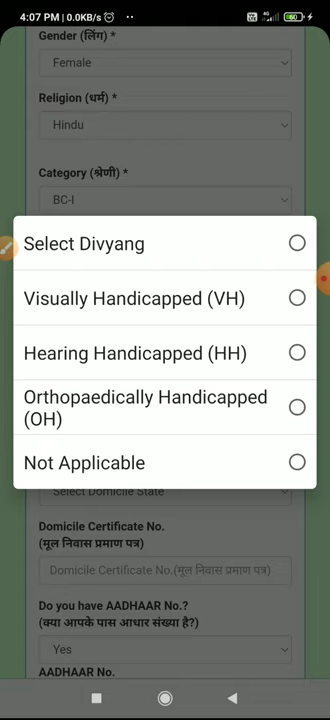 4:07 PM | 0.0KB/s
4G
60
Gender (लिंग) *
Female
Religion (धर्म) *
Hindu
Category (श्रेणी) *
BC-I
Select Divyang
Visually Handicapped (VH)
Hearing Handicapped (HH)
Orthopaedically Handicapped
(OH)
Not Applicable
Select Domicile State
Domicile Certificate No.
(मूल निवास प्रमाण पत्र)
Domicile Certificate No.(मूल निवास प्रमाण पत्र)
Do you have AADHAAR No.?
(क्या आपके पास आधार संख्या है?)
Yes
AADHAAR No.